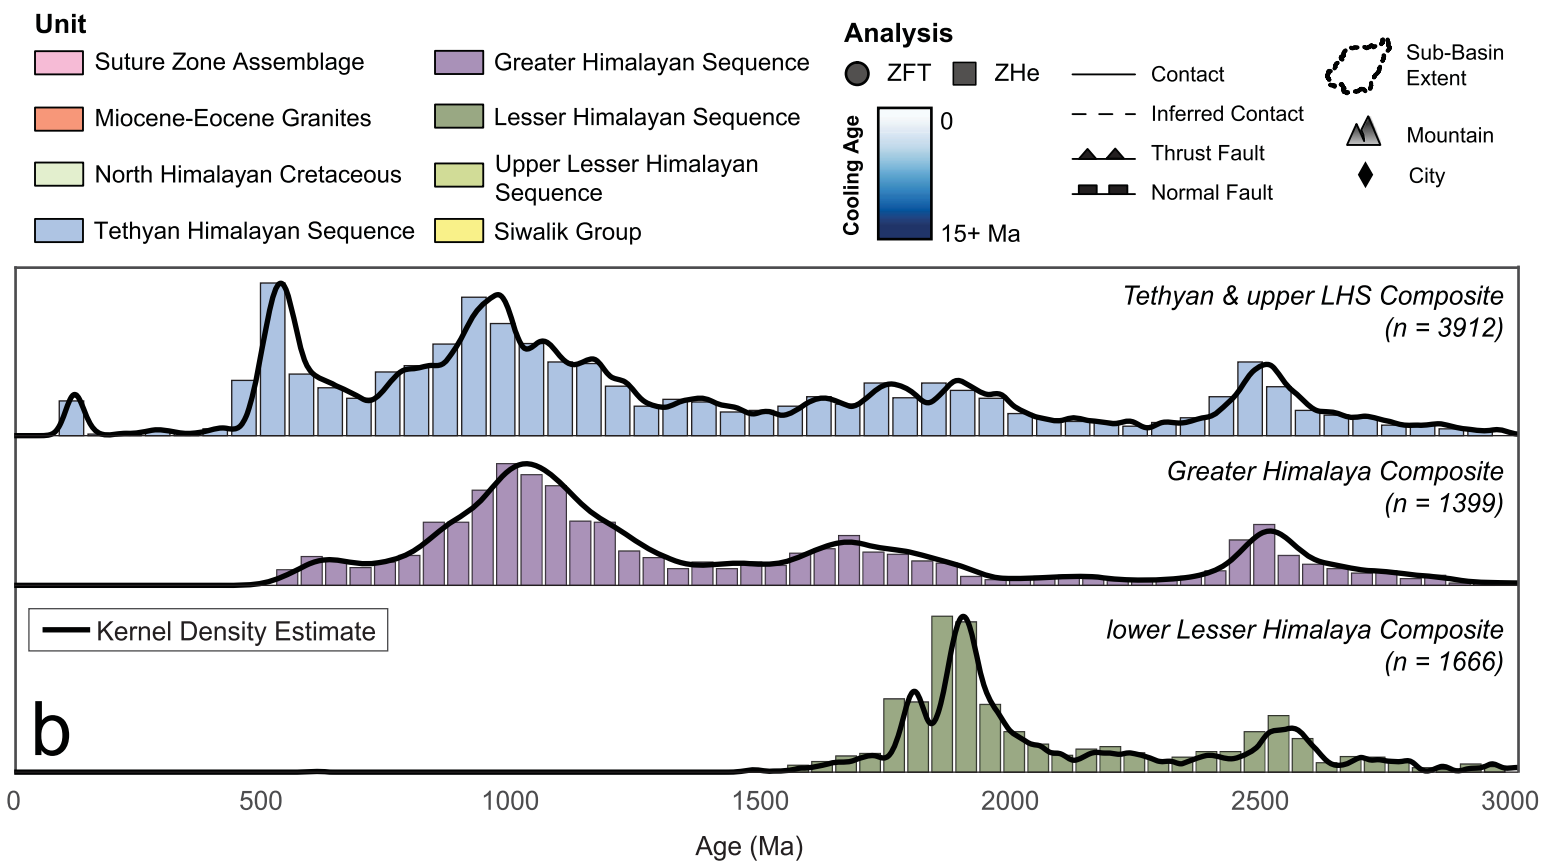 Unit
Suture Zone Assemblage
Miocene-Eocene Granites
North Himalayan Cretaceous
Tethyan Himalayan Sequence
Greater Himalayan Sequence
Lesser Himalayan Sequence
Upper Lesser Himalayan
Sequence
Siwalik Group
Analysis
ZFT
ZHe
Cooling Age
0
15+ Ma
Contact
Inferred Contact
Thrust Fault
Normal Fault
Sub-Basin
Extent
Mountain
City
Tethyan & upper LHS Composite
(n = 3912)
Greater Himalaya Composite
(n = 1399)
Kernel Density Estimate
lower Lesser Himalaya Composite
(n = 1666)
b
0 500 1000 1500 2000 2500 3000
Age (Ma)